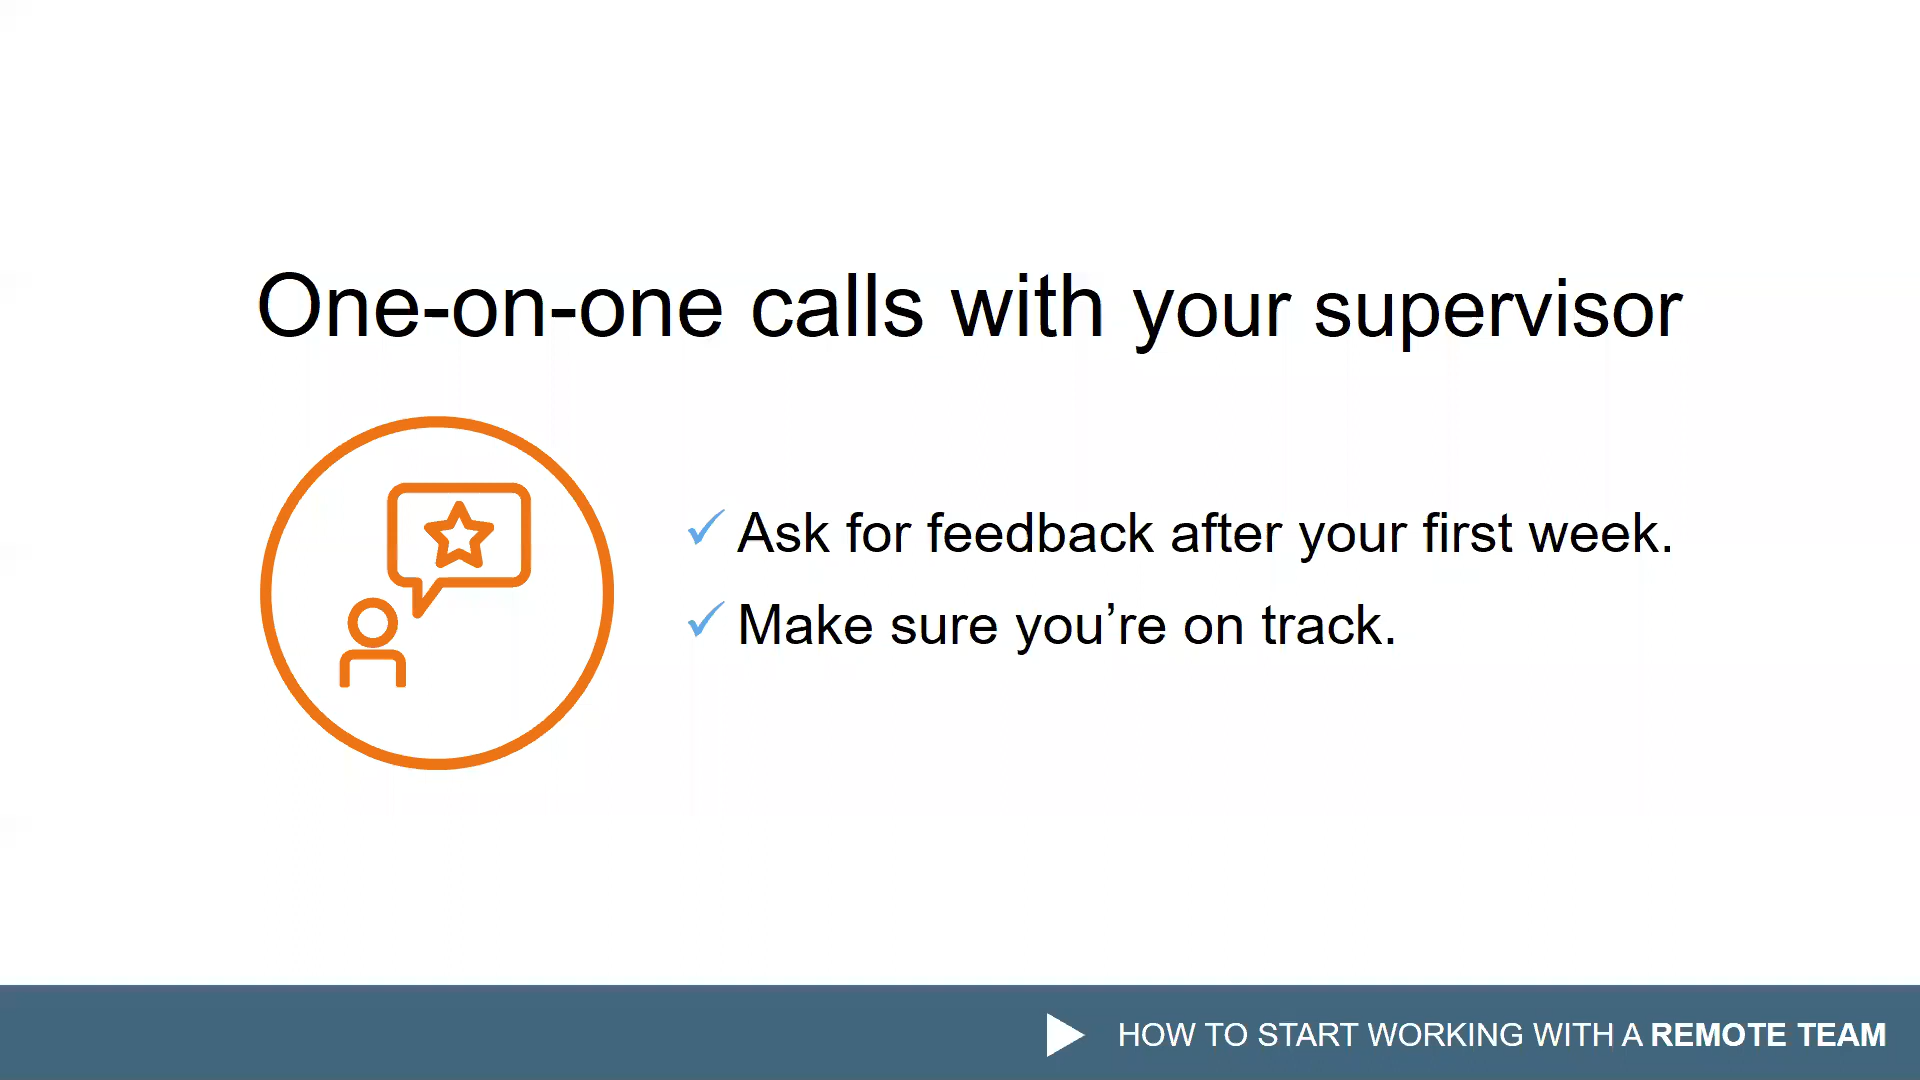 One-on-one calls with your supervisor
Ask for feedback after your first week.
Make sure you’re on track.
HOW TO START WORKING WITH A REMOTE TEAM